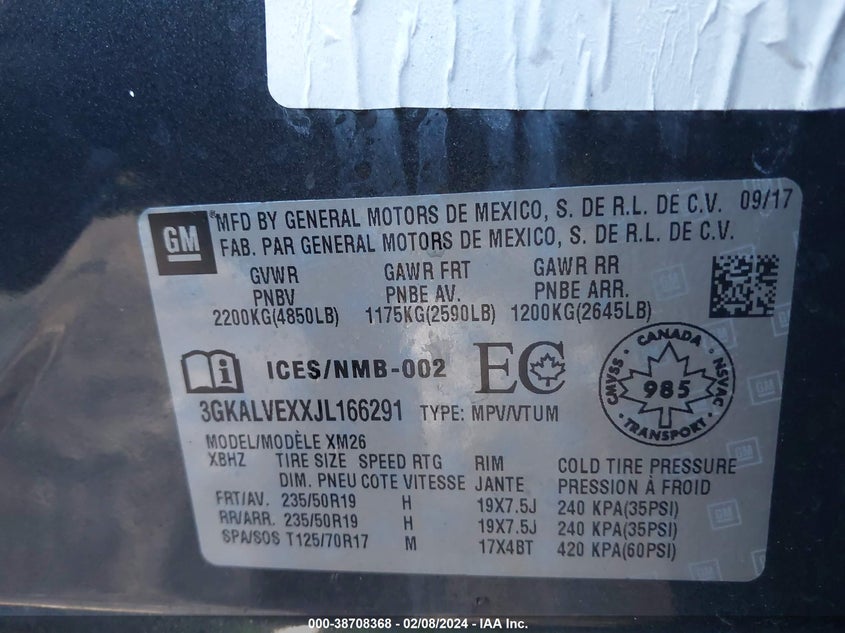 GM
® MFD BY GENERAL MOTORS DE MEXICO, S. DE R.L. DE C.V. 09/17
FAB. PAR GENERAL MOTORS DE MEXICO, S. DE R.L. DE C.V.
GVWR GAWR FRT GAWR RR
PNBV PNBE AV. PNBE ARR.
2200KG(4850LB) 1175KG(2590LB) 1200KG(2645LB)
ICES/NMB-002 EC
CANADA
CMVSS 985 NSVAC
TRANSPORT
3GKALVEXXJL166291 TYPE: MPV/VTUM
MODEL/MODÈLE XM26
XBHZ TIRE SIZE SPEED RTG RIM COLD TIRE PRESSURE
DIM. PNEU COTE VITESSE JANTE PRESSION À FROID
FRT/AV. 235/50R19 H 19X7.5J 240 KPA(35PSI)
RR/ARR. 235/50R19 H 19X7.5J 240 KPA(35PSI)
SPA/SOS T125/70R17 M 17X4BT 420 KPA(60PSI)
000-38708368 - 02/08/2024 - IAA Inc.